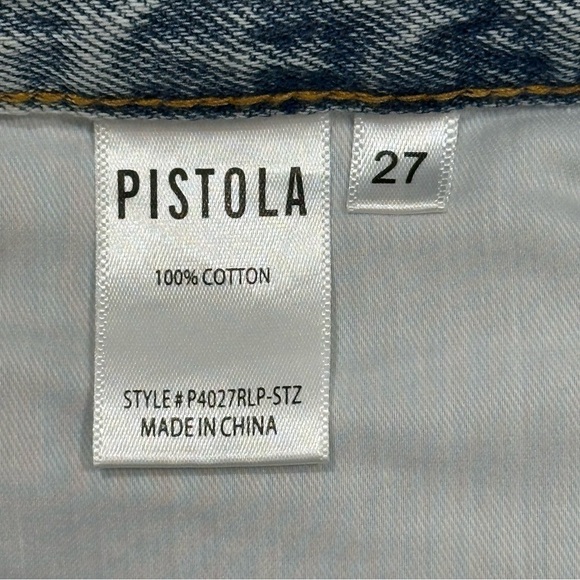 PISTOLA
27
100% COTTON
STYLE # P4027RLP-STZ
MADE IN CHINA